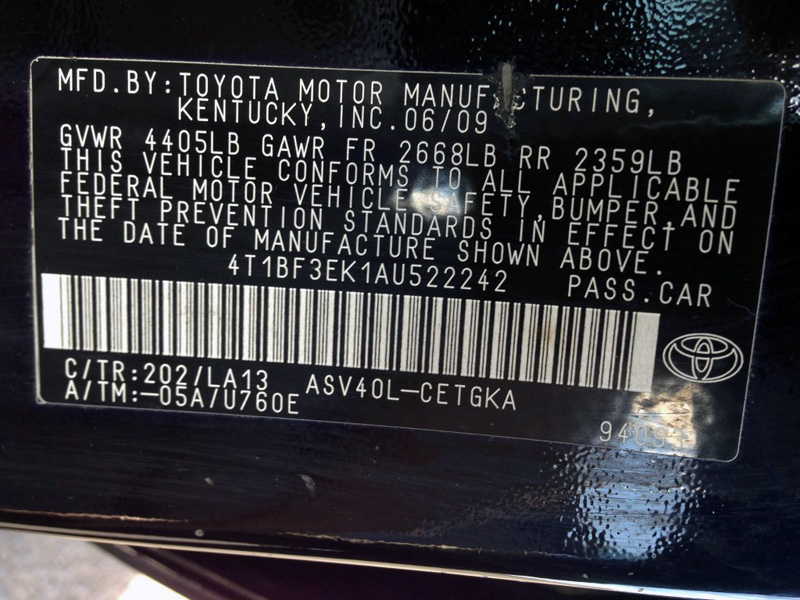 MFD.BY:TOYOTA MOTOR MANUFACTURING,
KENTUCKY,INC.06/09
GVWR 4405LB GAWR FR 2668LB RR 2359LB
THIS VEHICLE CONFORMS TO ALL APPLICABLE
FEDERAL MOTOR VEHICLE SAFETY,BUMPER,AND
THEFT PREVENTION STANDARDS IN EFFECT ON
THE DATE OF MANUFACTURE SHOWN ABOVE.
4T1BF3EK1AU522242 PASS.CAR
C/TR:202/LA13 ASV40L-CETGKA
A/TM:-05A/U760E